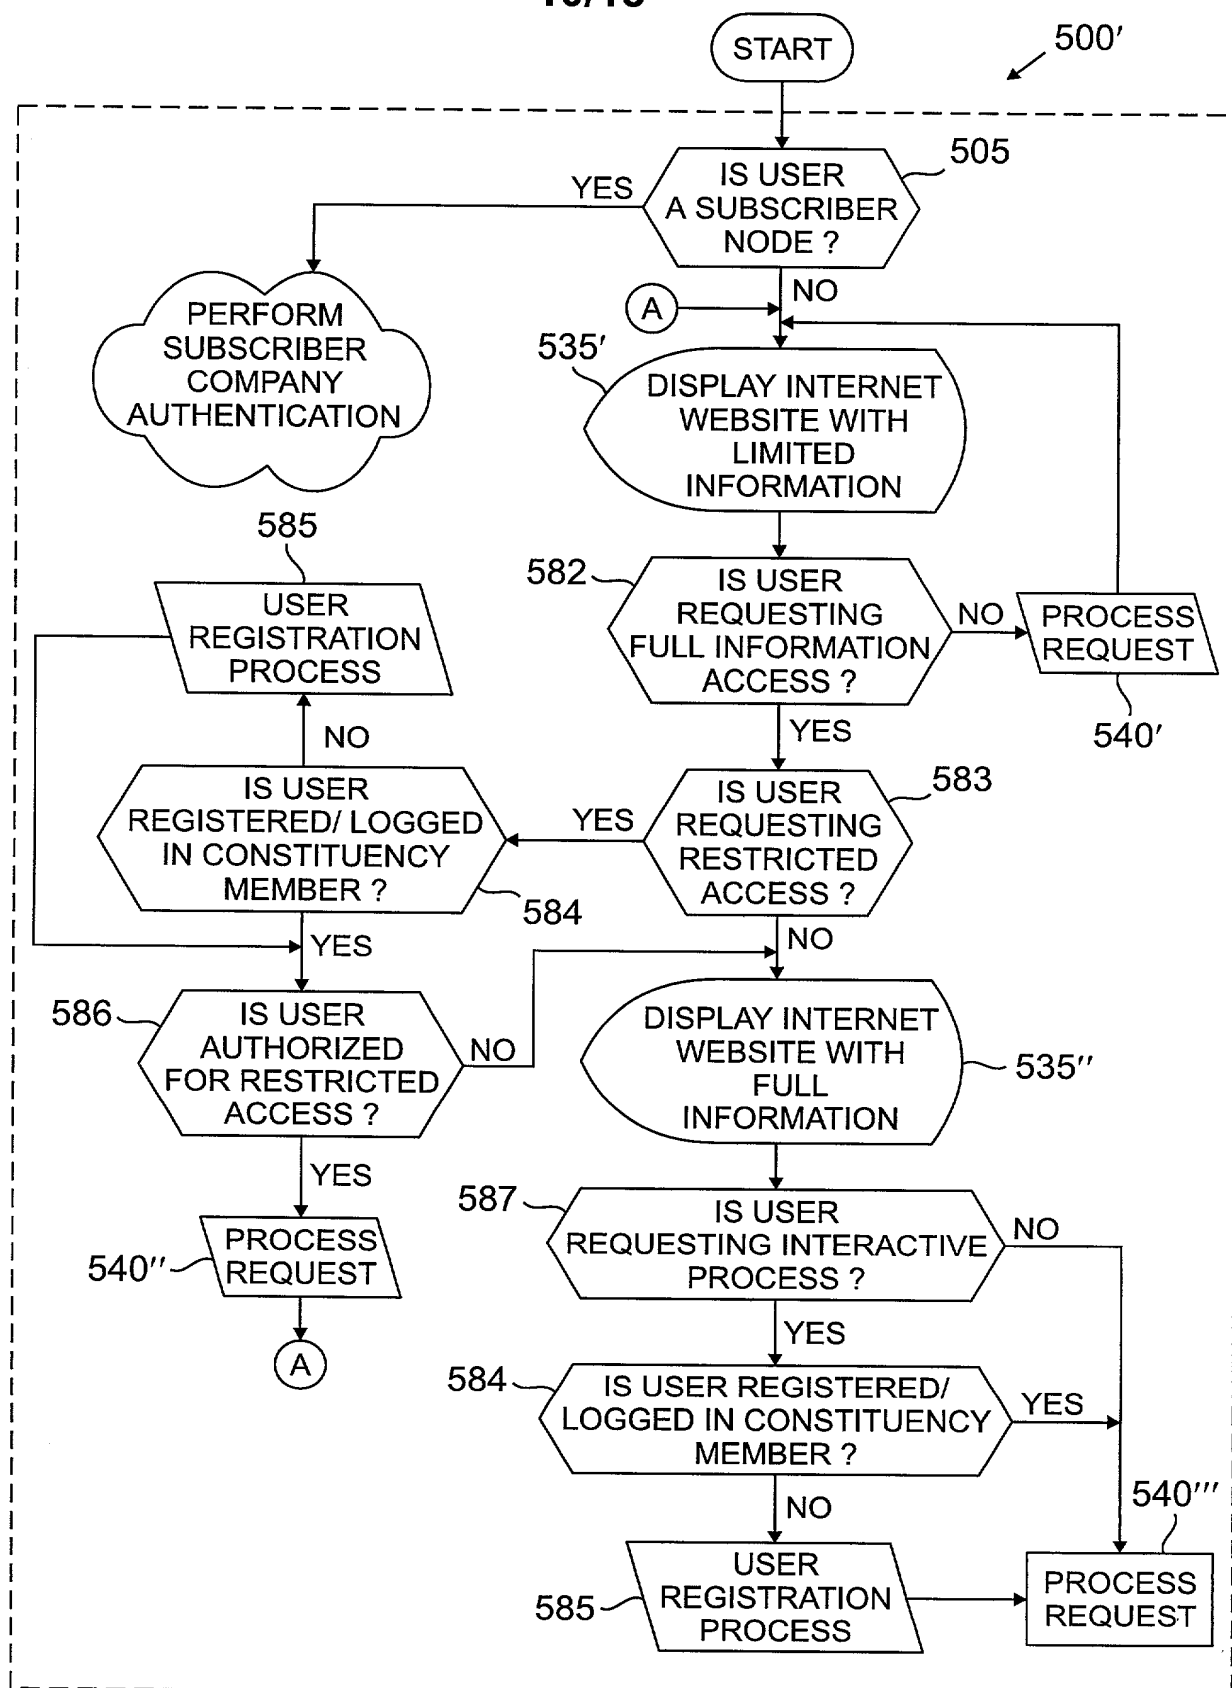 START
500′
505
IS USER
A SUBSCRIBER
NODE ?
YES
NO
A
PERFORM
SUBSCRIBER
COMPANY
AUTHENTICATION
535′
DISPLAY INTERNET
WEBSITE WITH
LIMITED
INFORMATION
582
IS USER
REQUESTING
FULL INFORMATION
ACCESS ?
NO
PROCESS
REQUEST
540′
YES
585
USER
REGISTRATION
PROCESS
NO
IS USER
REGISTERED/ LOGGED
IN CONSTITUENCY
MEMBER ?
584
YES
583
IS USER
REQUESTING
RESTRICTED
ACCESS ?
YES
NO
586
IS USER
AUTHORIZED
FOR RESTRICTED
ACCESS ?
NO
YES
540′′
PROCESS
REQUEST
A
DISPLAY INTERNET
WEBSITE WITH
FULL
INFORMATION
535′′
587
IS USER
REQUESTING INTERACTIVE
PROCESS ?
NO
YES
584
IS USER REGISTERED/
LOGGED IN CONSTITUENCY
MEMBER ?
YES
NO
585
USER
REGISTRATION
PROCESS
540′′′
PROCESS
REQUEST